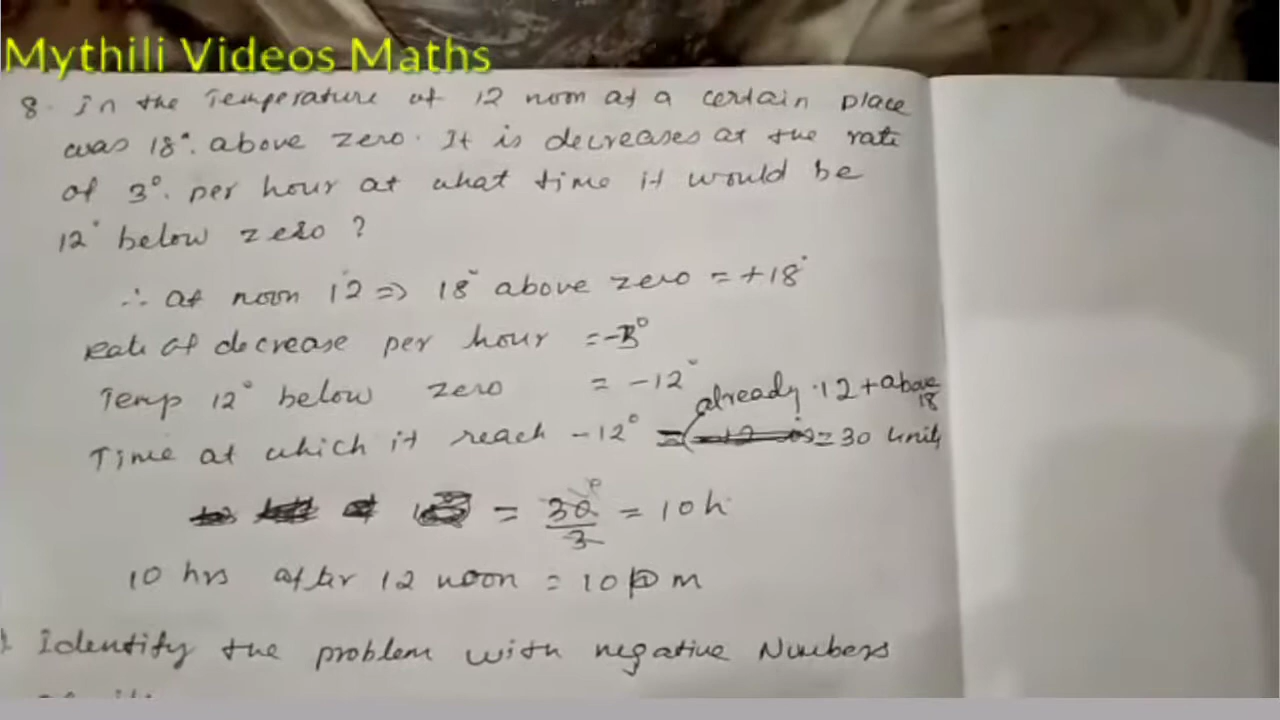 Mythili Videos Maths
8. In the Temperature at 12 noon at a certain place
was 18°. above zero. It is decreases at the rate
of 3°. per hour at what time it would be
12° below zero ?
∴ at noon 12 => 18° above zero = +18°
Rate of decrease per hour = -3°
Temp 12° below zero = -12°
already 12 + above 18
Time at which it reach -12° = 30 units
= 30/3 = 10 h
10 hrs after 12 noon = 10 pm
Identify the problem with negative Numbers